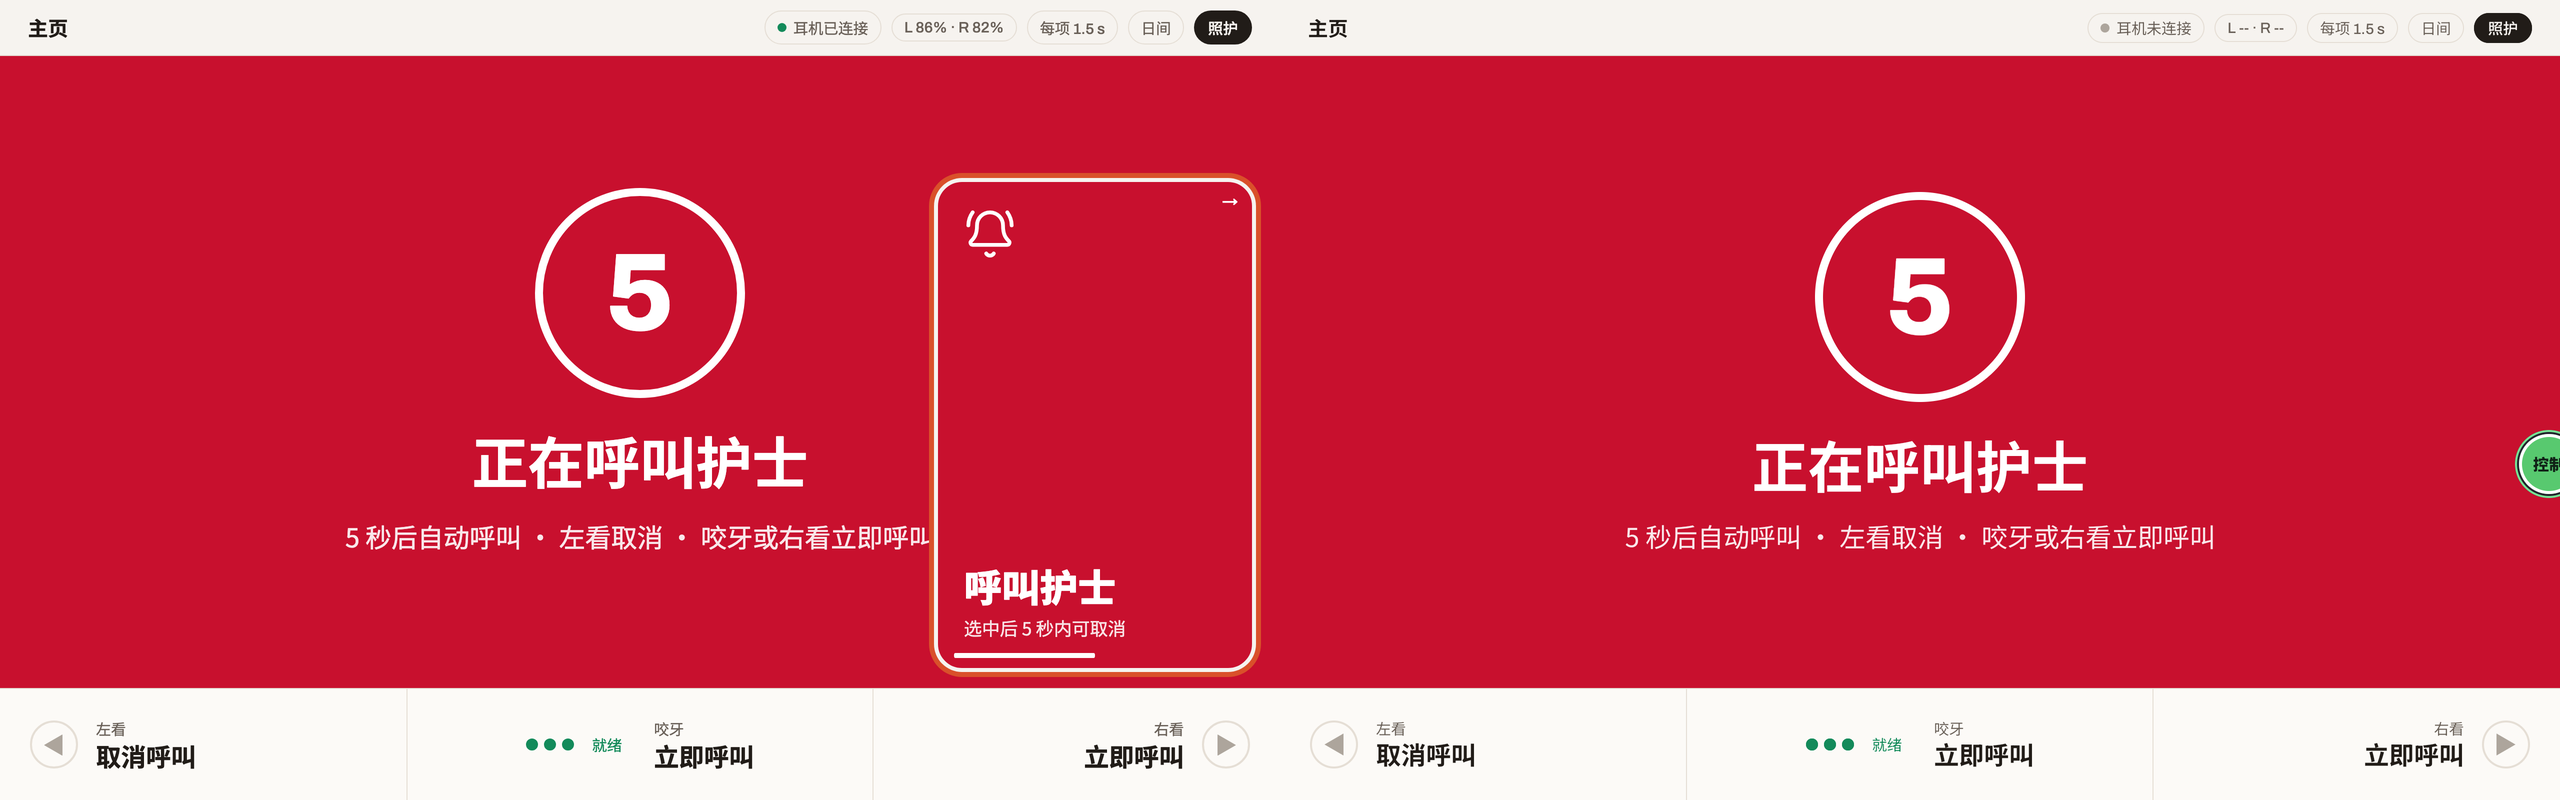 主页
耳机已连接
L 86% · R 82%
每项 1.5 s
日间
照护
5
正在呼叫护士
5 秒后自动呼叫 • 左看取消 • 咬牙或右看立即呼叫
→
呼叫护士
选中后 5 秒内可取消
左看
取消呼叫
就绪
咬牙
立即呼叫
右看
立即呼叫
主页
耳机未连接
L -- · R --
每项 1.5 s
日间
照护
5
正在呼叫护士
5 秒后自动呼叫 • 左看取消 • 咬牙或右看立即呼叫
控制
左看
取消呼叫
就绪
咬牙
立即呼叫
右看
立即呼叫